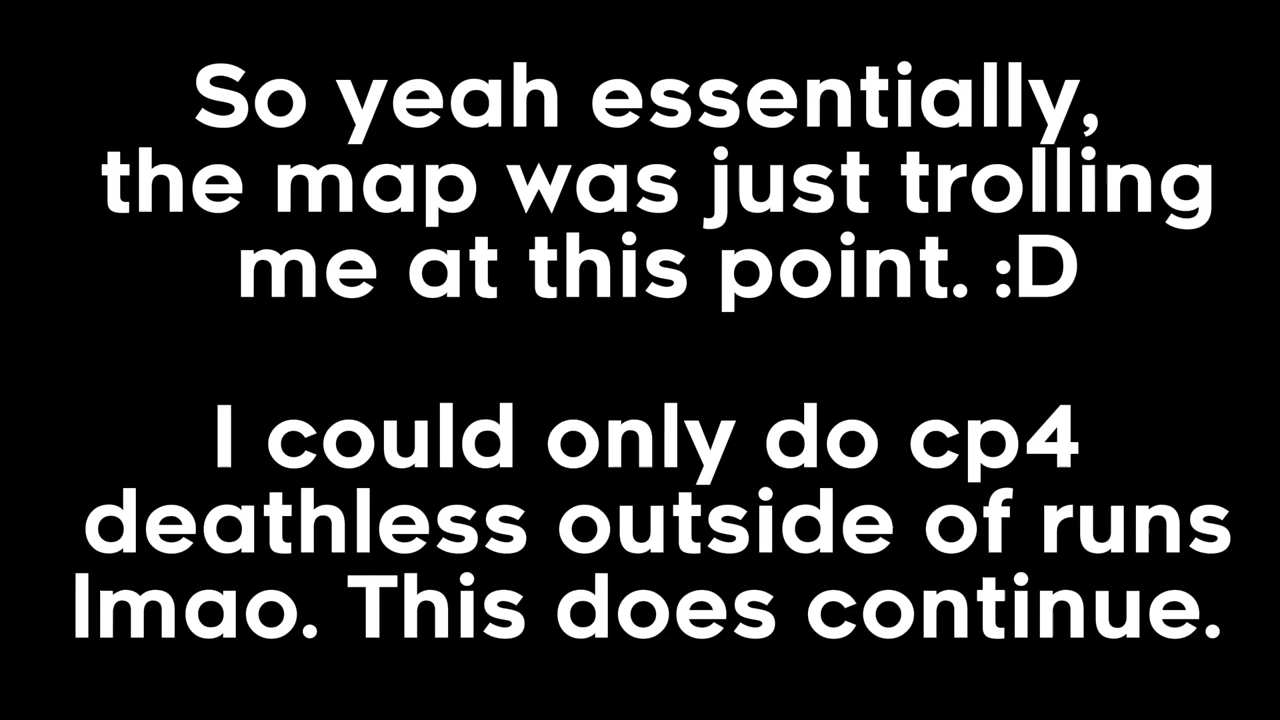 So yeah essentially,
the map was just trolling
me at this point. :D
I could only do cp4
deathless outside of runs
lmao. This does continue.